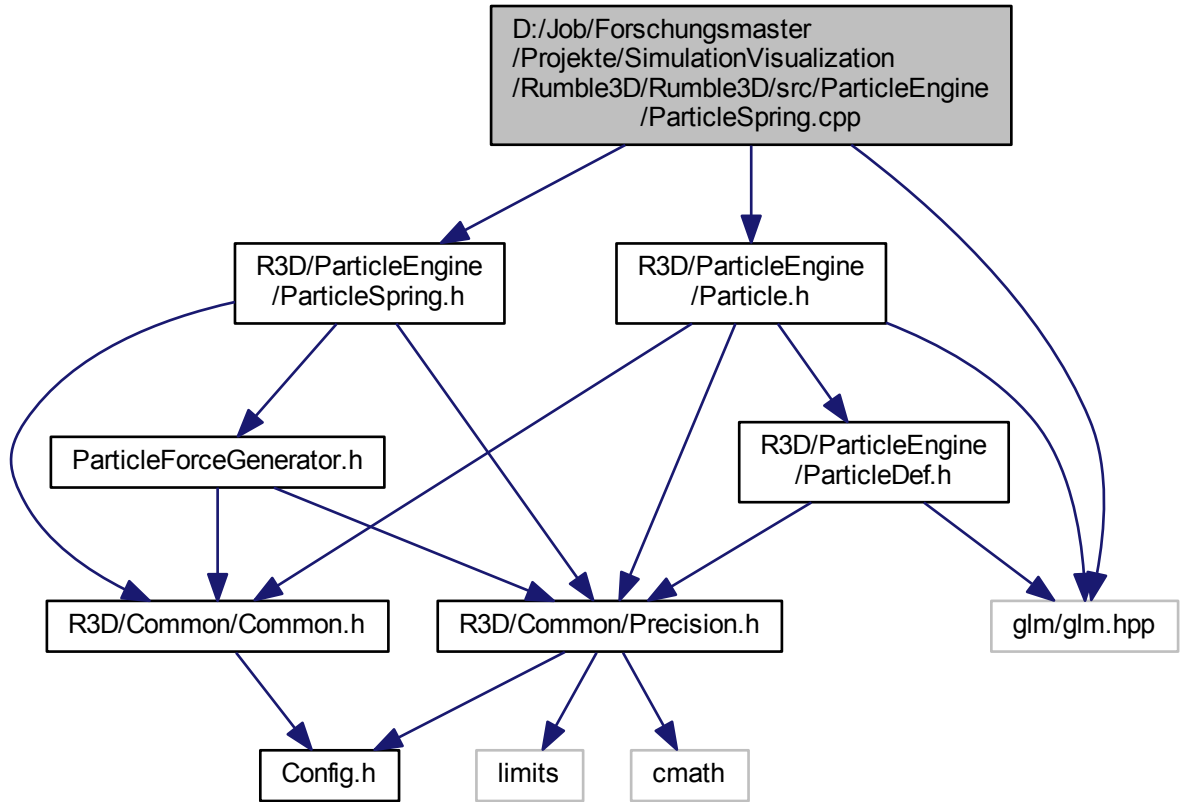 D:/Job/Forschungsmaster
/Projekte/SimulationVisualization
/Rumble3D/Rumble3D/src/ParticleEngine
/ParticleSpring.cpp
R3D/ParticleEngine
/ParticleSpring.h
R3D/ParticleEngine
/Particle.h
ParticleForceGenerator.h
R3D/ParticleEngine
/ParticleDef.h
R3D/Common/Common.h
R3D/Common/Precision.h
glm/glm.hpp
Config.h
limits
cmath